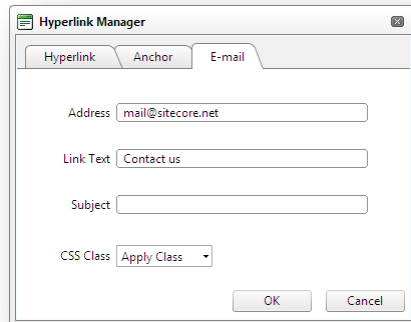 Hyperlink Manager
Hyperlink Anchor E-mail
Address mail@sitecore.net
Link Text Contact us
Subject
CSS Class Apply Class
OK Cancel